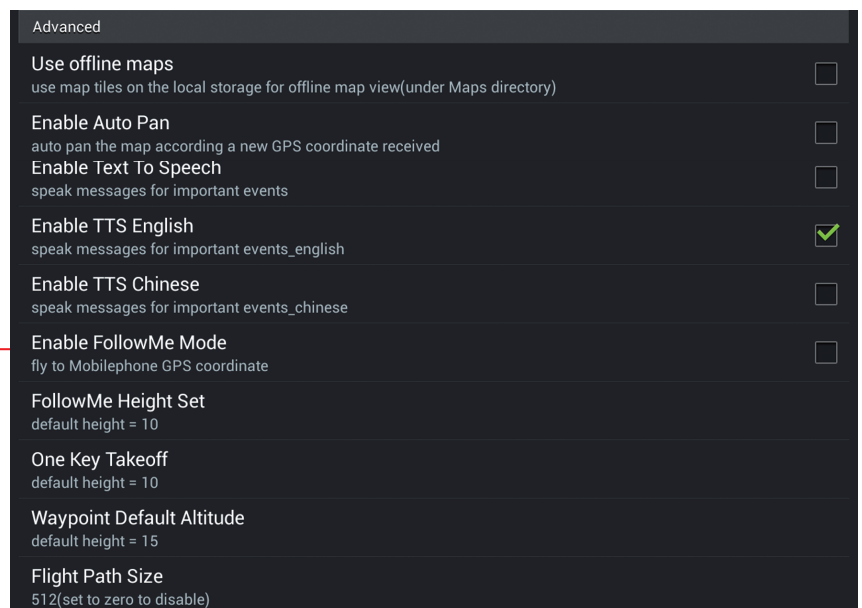 Advanced
Use offline maps
use map tiles on the local storage for offline map view(under Maps directory)
Enable Auto Pan
auto pan the map according a new GPS coordinate received
Enable Text To Speech
speak messages for important events
Enable TTS English
speak messages for important events_english
Enable TTS Chinese
speak messages for important events_chinese
Enable FollowMe Mode
fly to Mobilephone GPS coordinate
FollowMe Height Set
default height = 10
One Key Takeoff
default height = 10
Waypoint Default Altitude
default height = 15
Flight Path Size
512(set to zero to disable)